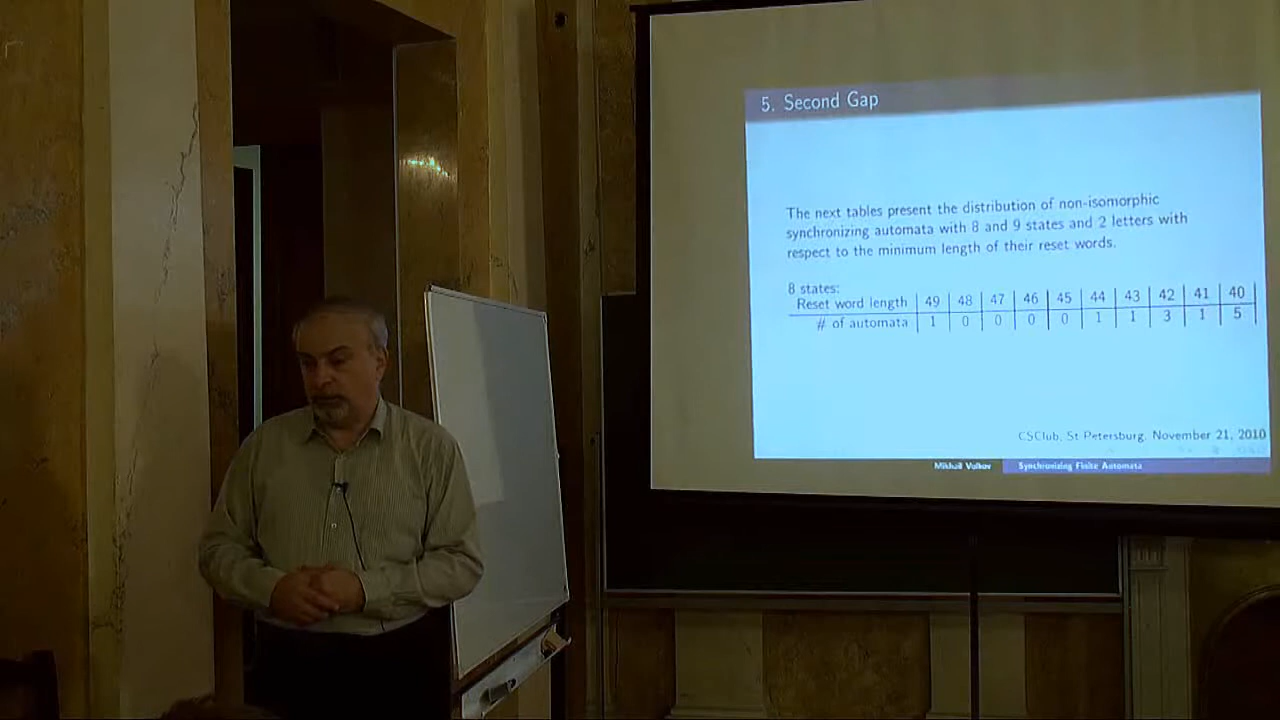 5. Second Gap
The next tables present the distribution of non-isomorphic
synchronizing automata with 8 and 9 states and 2 letters with
respect to the minimum length of their reset words.
8 states:
Reset word length 49 48 47 46 45 44 43 42 41 40
# of automata 1 0 0 0 0 1 1 3 1 5
CSClub, St Petersburg, November 21, 2010
Mikhail Volkov Synchronizing Finite Automata